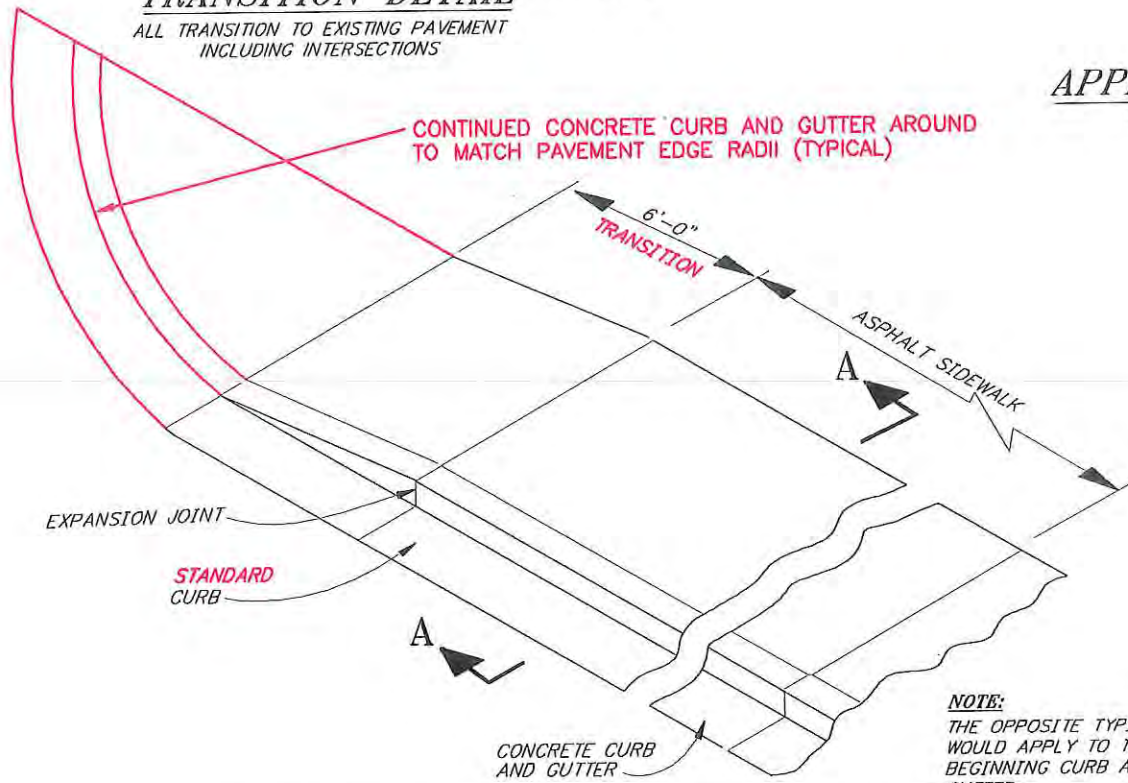 TRANSITION DETAIL
ALL TRANSITION TO EXISTING PAVEMENT
INCLUDING INTERSECTIONS
CONTINUED CONCRETE CURB AND GUTTER AROUND
TO MATCH PAVEMENT EDGE RADII (TYPICAL)
6'-0"
TRANSITION
ASPHALT SIDEWALK
A
EXPANSION JOINT
STANDARD
CURB
A
CONCRETE CURB
AND GUTTER
NOTE:
THE OPPOSITE
WOULD APPLY TO
BEGINNING CURB